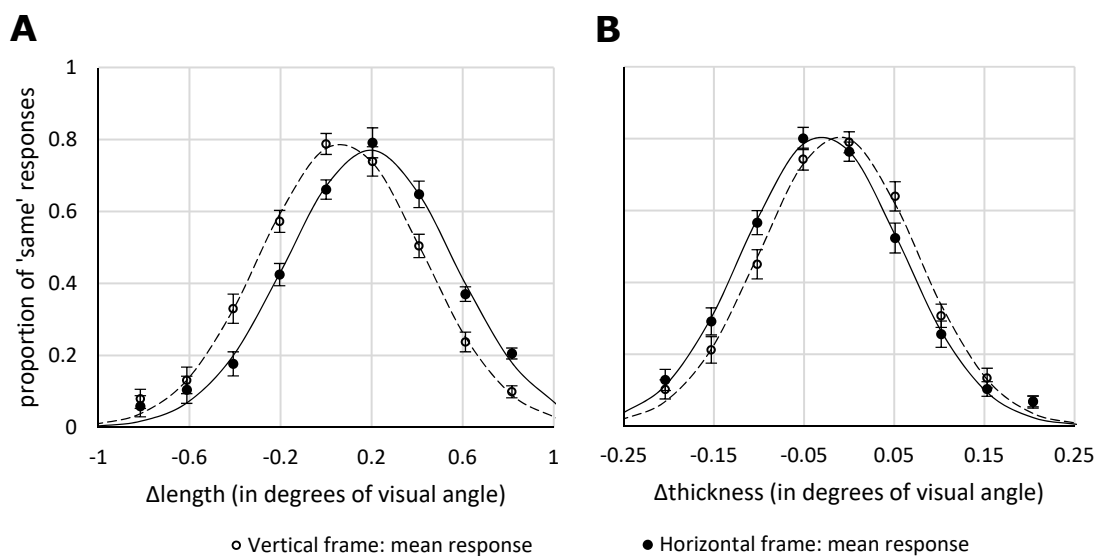 A
B
proportion of 'same' responses
1
0.8
0.6
0.4
0.2
0
-1 -0.6 -0.2 0.2 0.6 1
-0.25 -0.15 -0.05 0.05 0.15 0.25
Δlength (in degrees of visual angle)
Δthickness (in degrees of visual angle)
Vertical frame: mean response
Horizontal frame: mean response